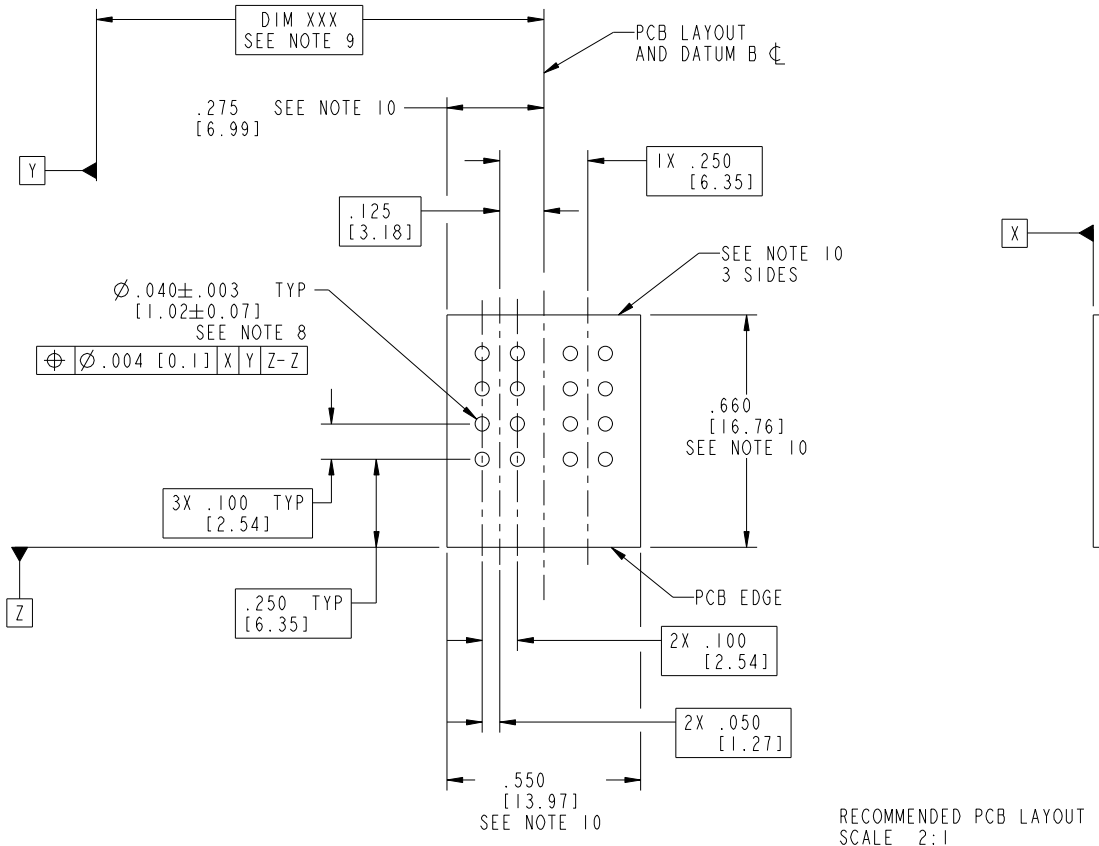 DIM XXX
SEE NOTE 9
PCB LAYOUT
AND DATUM B ℄
.275 SEE NOTE 10
[6.99]
Y
1X .250
[6.35]
.125
[3.18]
X
SEE NOTE 10
3 SIDES
Ø.040±.003 TYP
[1.02±0.07]
SEE NOTE 8
⌖ Ø.004 [0.1] X Y Z-Z
.660
[16.76]
SEE NOTE 10
3X .100 TYP
[2.54]
Z
.250 TYP
[6.35]
PCB EDGE
2X .100
[2.54]
2X .050
[1.27]
.550
[13.97]
SEE NOTE 10
RECOMMENDED PCB LAYOUT
SCALE 2:1